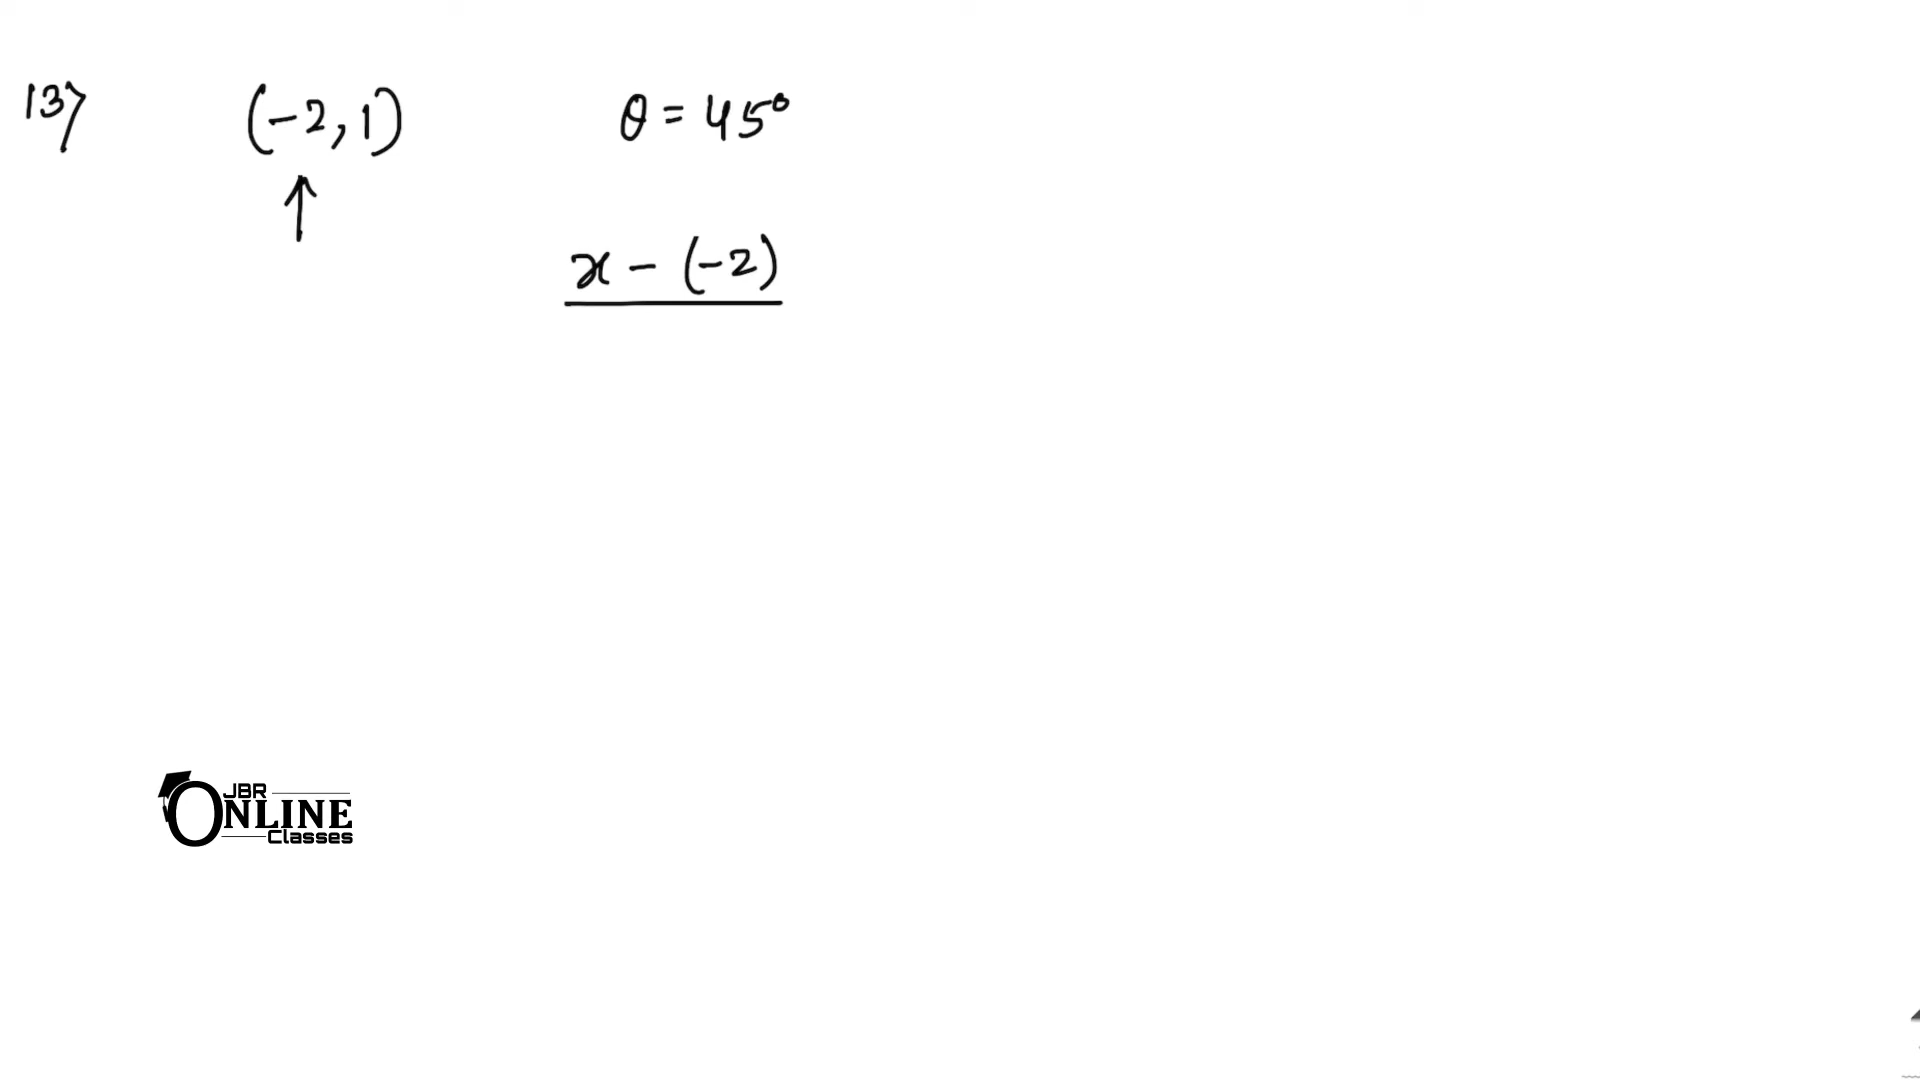 13) (-2, 1) θ = 45°
↑
x - (-2)
JBR
ONLINE
Classes